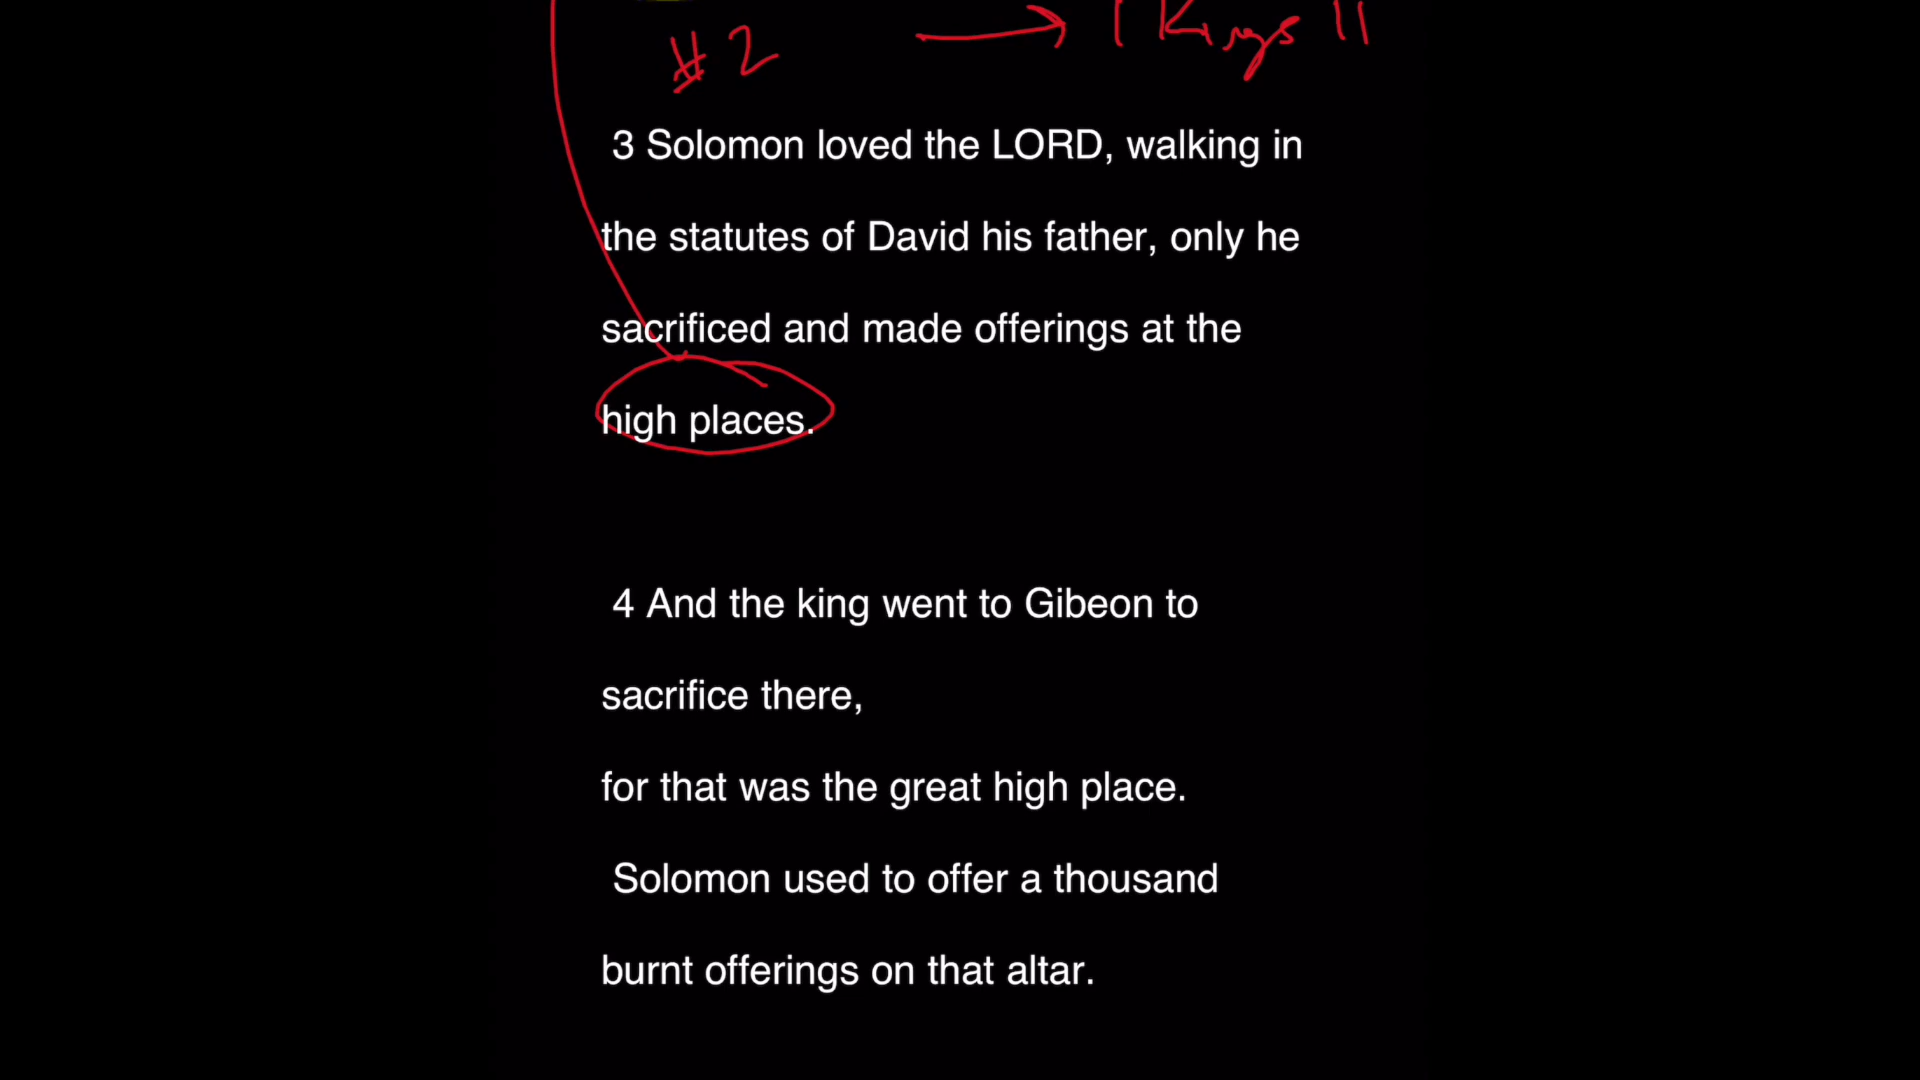 #2 → 1 Kings 11
3 Solomon loved the LORD, walking in
the statutes of David his father, only he
sacrificed and made offerings at the
high places.
4 And the king went to Gibeon to
sacrifice there,
for that was the great high place.
Solomon used to offer a thousand
burnt offerings on that altar.